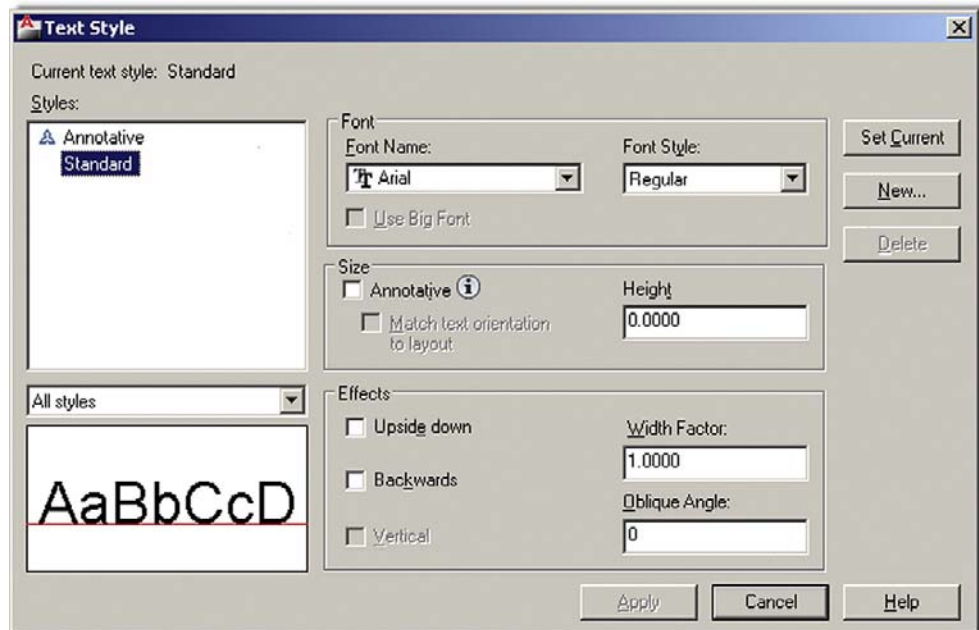 Text Style
Current text style: Standard
Styles:
Annotative
Standard
All styles
AaBbCcD
Font
Font Name:
Arial
Font Style:
Regular
Use Big Font
Size
Annotative
Match text orientation
to layout
Height
0.0000
Effects
Upside down
Backwards
Vertical
Width Factor:
1.0000
Oblique Angle:
0
Set Current
New...
Delete
Apply
Cancel
Help